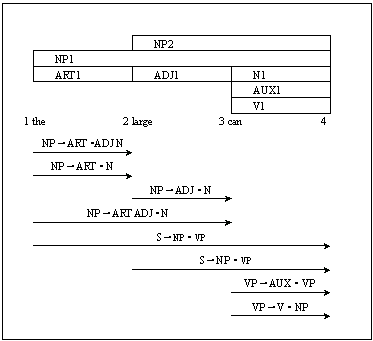 NP2
NP1
ART1 ADJ1 N1
AUX1
V1
1 the 2 large 3 can 4
NP→ART •ADJ N
NP→ART • N
NP→ADJ • N
NP→ART ADJ • N
S→NP • VP
S→NP • VP
VP→AUX • VP
VP→V • NP